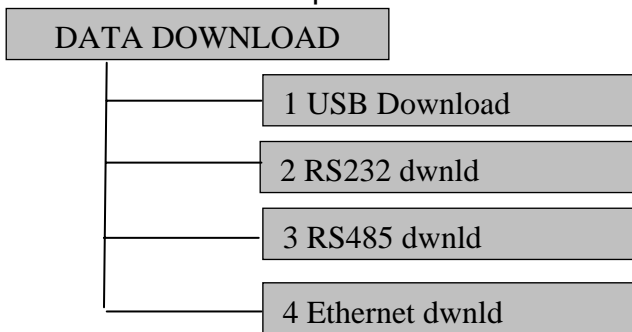 DATA DOWNLOAD
1 USB Download
2 RS232 dwnld
3 RS485 dwnld
4 Ethernet dwnld